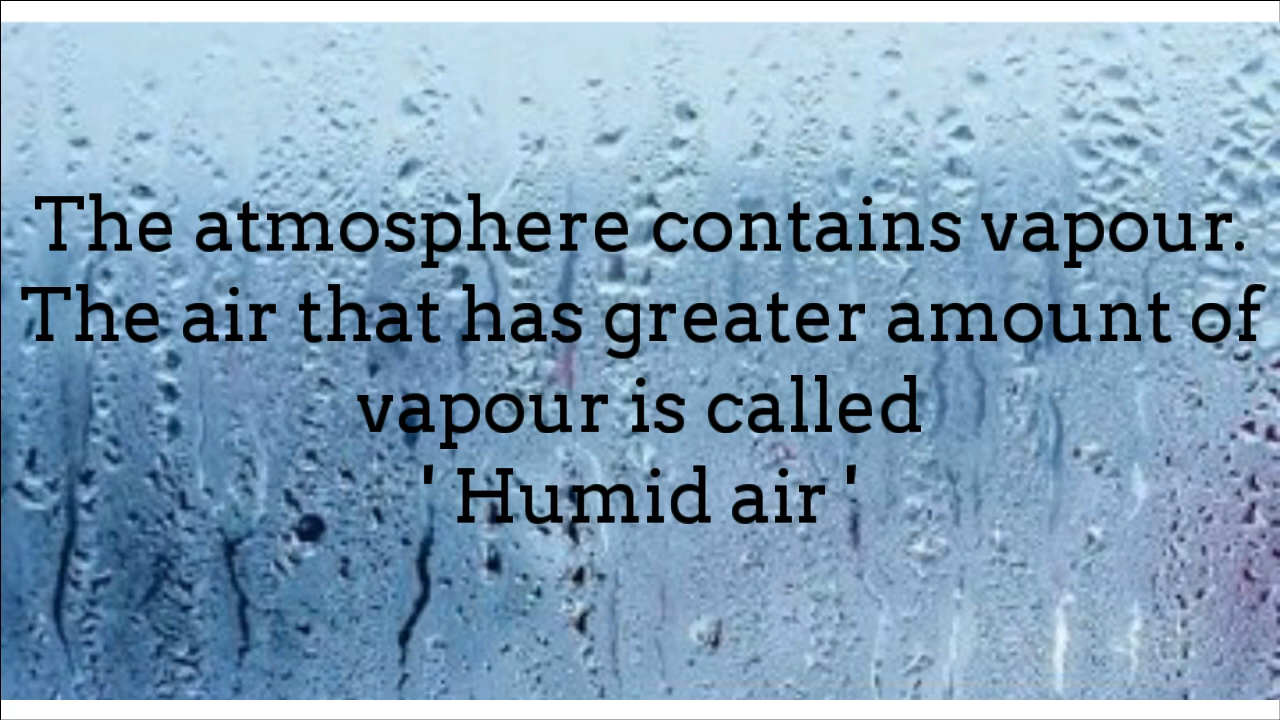 The atmosphere contains vapour.
The air that has greater amount of
vapour is called
' Humid air '